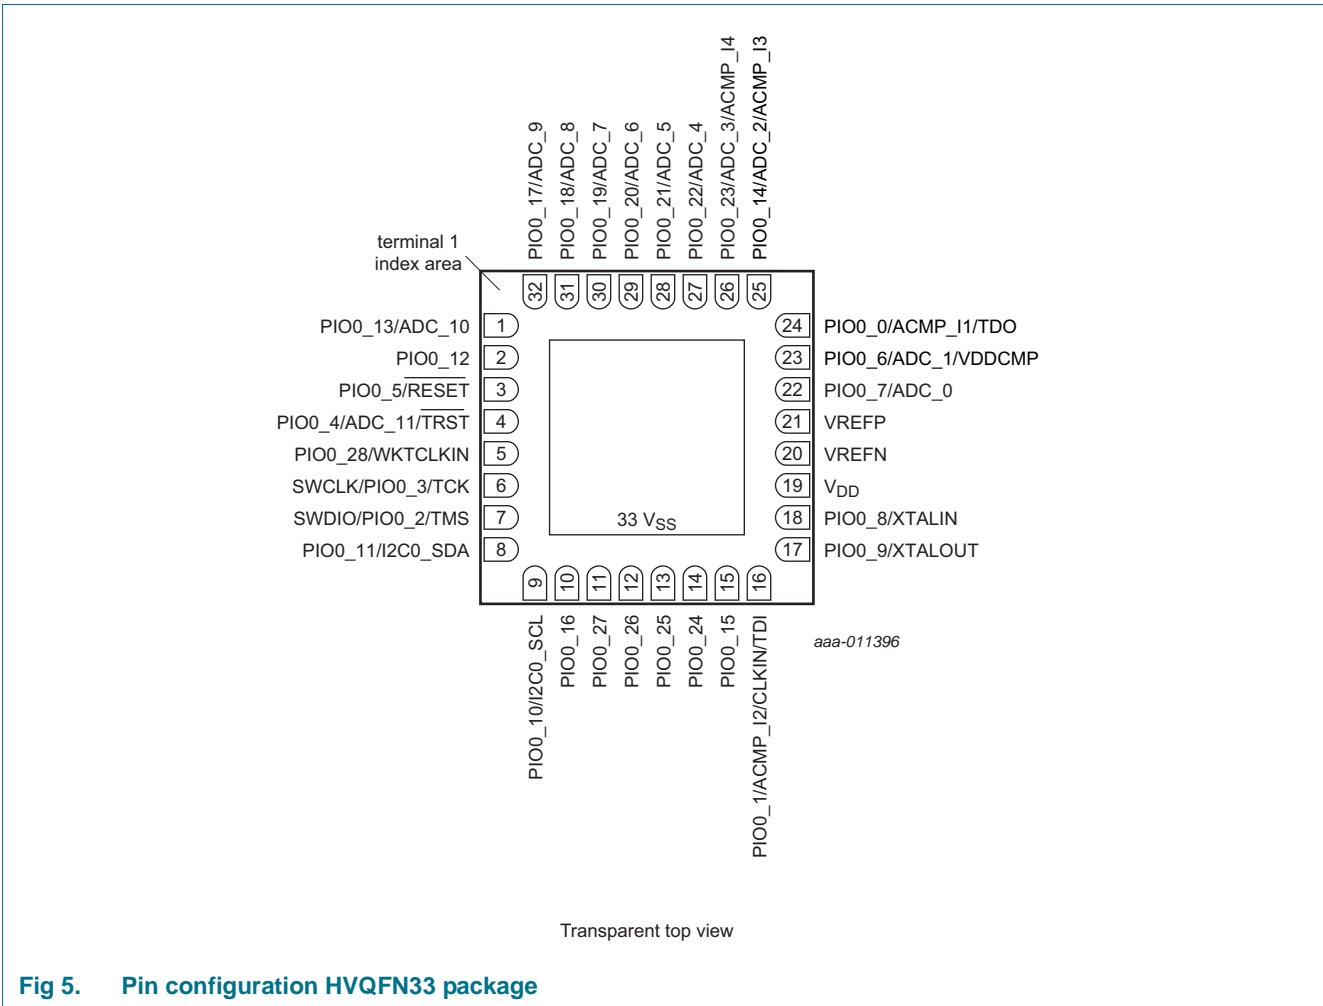 PIO0_17/ADC_9
PIO0_18/ADC_8
PIO0_19/ADC_7
PIO0_20/ADC_6
PIO0_21/ADC_5
PIO0_22/ADC_4
PIO0_23/ADC_3/ACMP_I4
PIO0_14/ADC_2/ACMP_I3
terminal 1
index area
32
31
30
29
28
27
26
25
PIO0_13/ADC_10 1
PIO0_12 2
PIO0_5/RESET 3
PIO0_4/ADC_11/TRST 4
PIO0_28/WKTCLKIN 5
SWCLK/PIO0_3/TCK 6
SWDIO/PIO0_2/TMS 7
PIO0_11/I2C0_SDA 8
24 PIO0_0/ACMP_I1/TDO
23 PIO0_6/ADC_1/VDDCMP
22 PIO0_7/ADC_0
21 VREFP
20 VREFN
19 VDD
18 PIO0_8/XTALIN
17 PIO0_9/XTALOUT
33 VSS
9
10
11
12
13
14
15
16
PIO0_10/I2C0_SCL
PIO0_16
PIO0_27
PIO0_26
PIO0_25
PIO0_24
PIO0_15
PIO0_1/ACMP_I2/CLKIN/TDI
aaa-011396
Transparent top view
Fig 5. Pin configuration HVQFN33 package